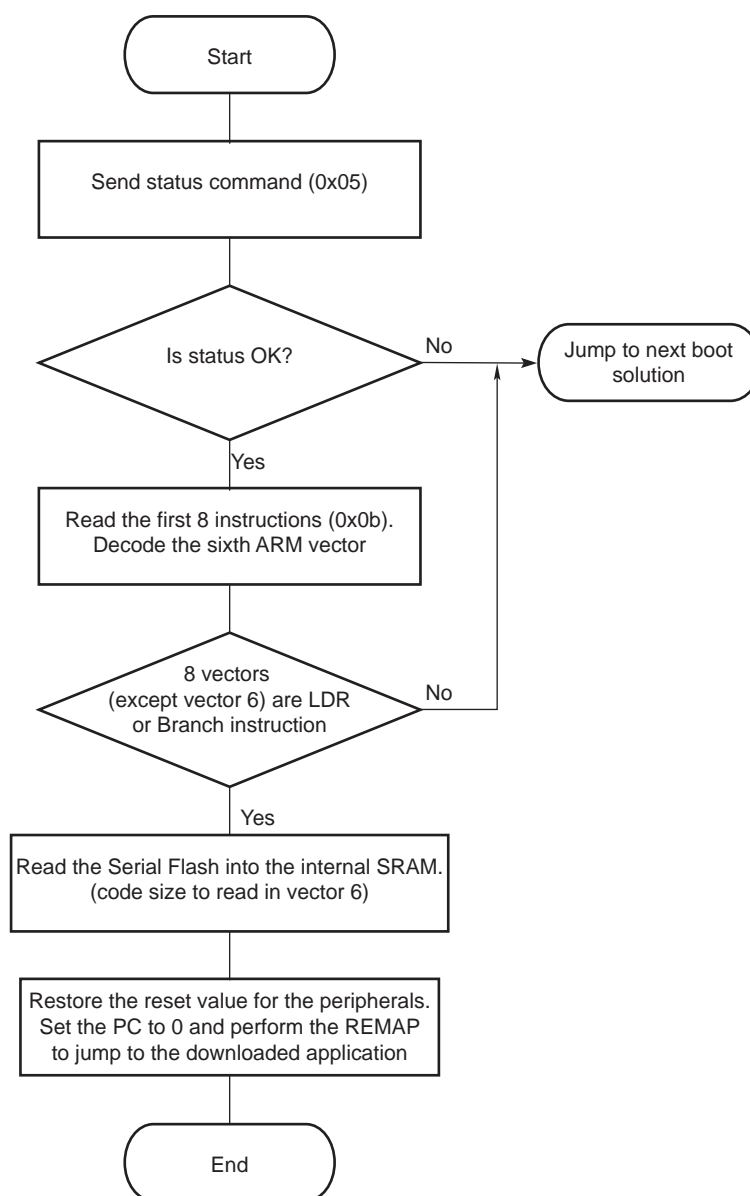 Start
Send status command (0x05)
Is status OK?
No
Jump to next boot
solution
Yes
Read the first 8 instructions (0x0b).
Decode the sixth ARM vector
8 vectors
(except vector 6) are LDR
or Branch instruction
No
Yes
Read the Serial Flash into the internal SRAM.
(code size to read in vector 6)
Restore the reset value for the peripherals.
Set the PC to 0 and perform the REMAP
to jump to the downloaded application
End